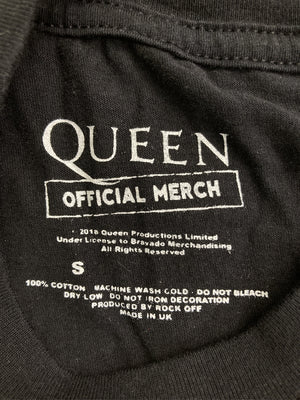 QUEEN
OFFICIAL MERCH
· 2018 Queen Productions Limited
Under License to Bravado Merchandising
All Rights Reserved
S
100% COTTON MACHINE WASH COLD · DO NOT BLEACH
DRY LOW DO NOT IRON DECORATION
PRODUCED BY ROCK OFF
MADE IN UK